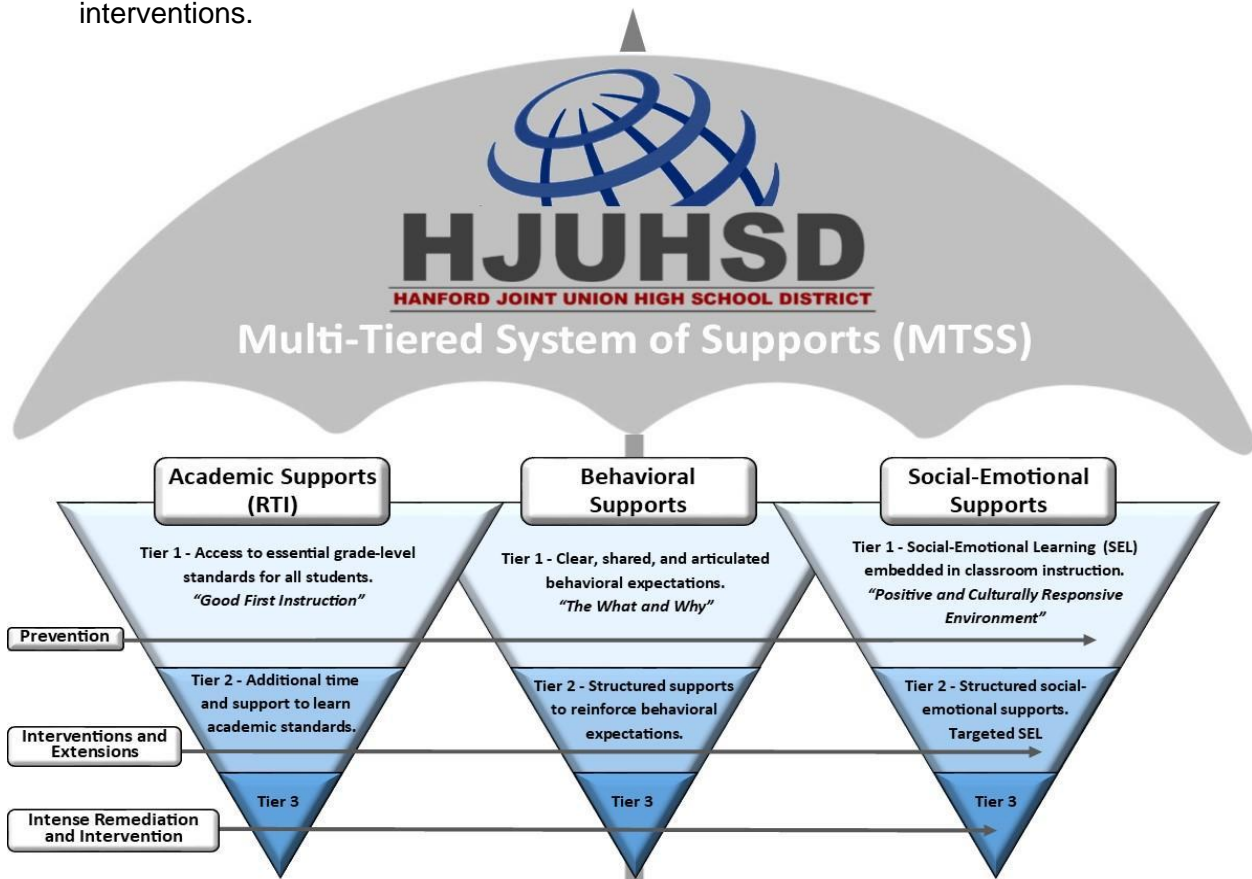 interventions.
HJUHSD
HANFORD JOINT UNION HIGH SCHOOL DISTRICT
Multi-Tiered System of Supports (MTSS)
Academic Supports
(RTI)
Tier 1 - Access to essential grade-level
standards for all students.
“Good First Instruction”
Behavioral
Supports
Tier 1 - Clear, shared, and articulated
behavioral expectations.
“The What and Why”
Social-Emotional
Supports
Tier 1 - Social-Emotional Learning (SEL)
embedded in classroom instruction.
“Positive and Culturally Responsive
Environment”
Prevention
Tier 2 - Additional time
and support to learn
academic standards.
Tier 2 - Structured supports
to reinforce behavioral
expectations.
Tier 2 - Structured social-
emotional supports.
Targeted SEL
Interventions and
Extensions
Tier 3
Tier 3
Tier 3
Intense Remediation
and Intervention